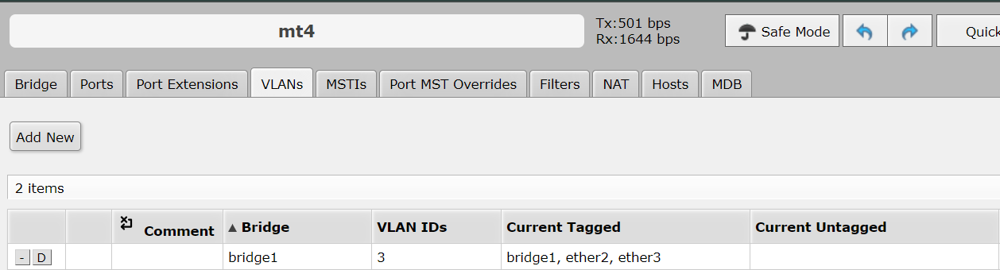 mt4
Tx:501 bps
Rx:1644 bps
Safe Mode
Quick
Bridge Ports Port Extensions VLANs MSTIs Port MST Overrides Filters NAT Hosts MDB
Add New
2 items
Comment ▲ Bridge VLAN IDs Current Tagged Current Untagged
- D bridge1 3 bridge1, ether2, ether3